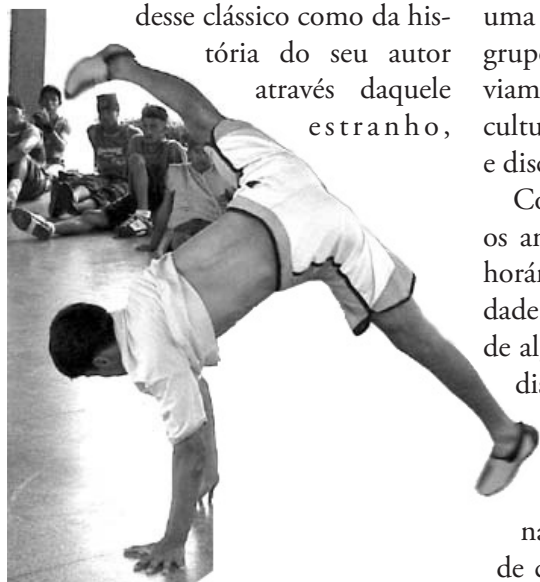 desse clássico como da his-
tória do seu autor
através daquele
estranho,
uma
grupo
viam
cultu
e disc
Co
os an
horár
dade
de al
dia
na
de c